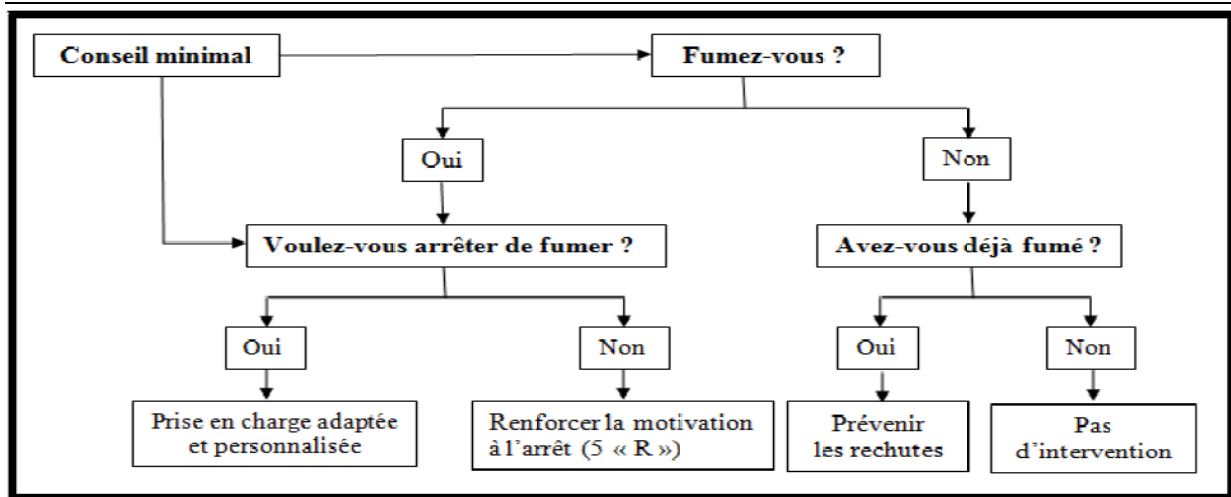 Conseil minimal
Fumez-vous ?
Oui
Non
Voulez-vous arrêter de fumer ?
Avez-vous déjà fumé ?
Oui
Non
Oui
Non
Prise en charge adaptée
et personnalisée
Renforcer la motivation
à l'arrêt (5 « R »)
Prévenir
les rechutes
Pas
d'intervention